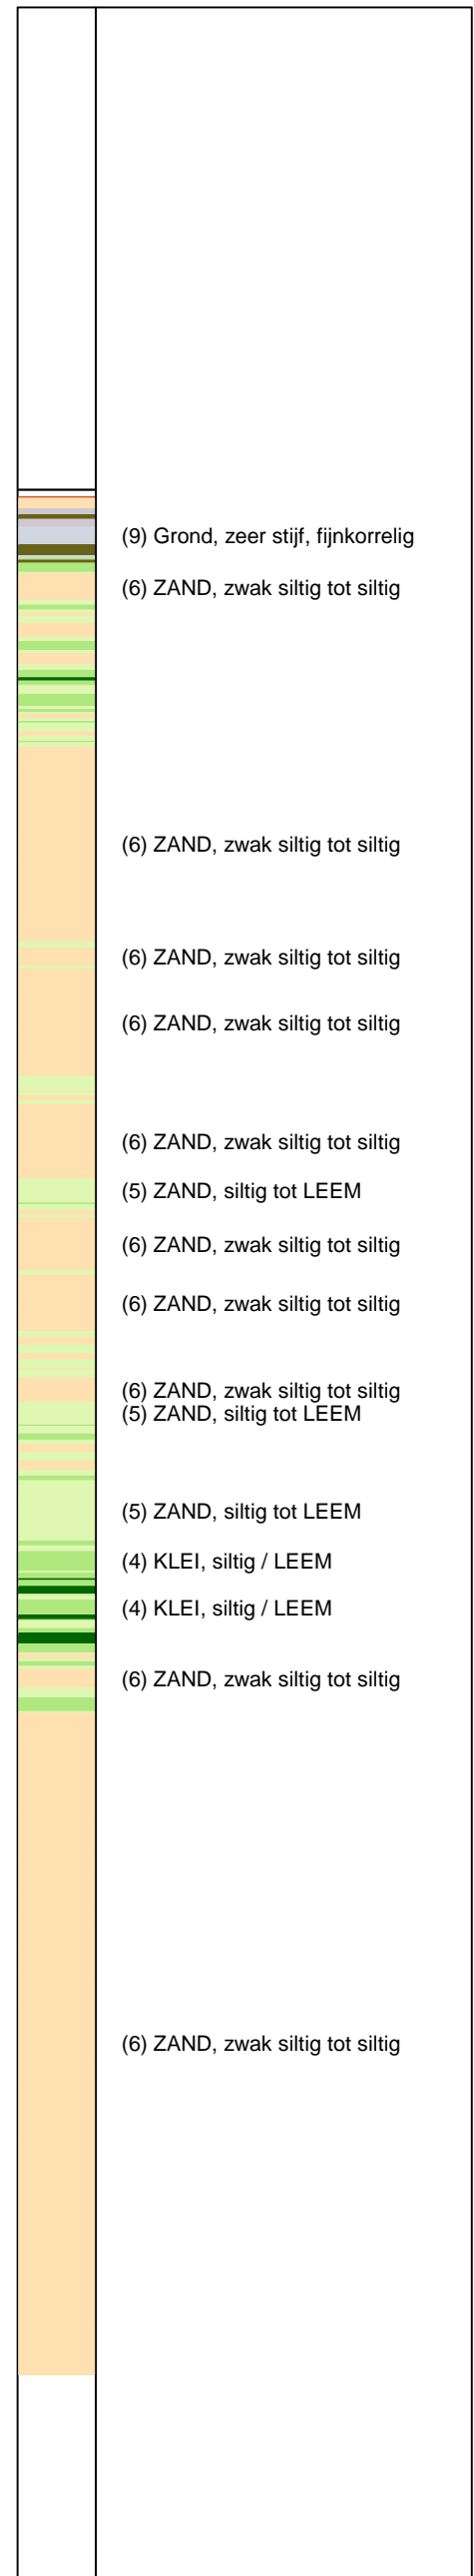 (9) Grond, zeer stijf, fijnkorrelig
(6) ZAND, zwak siltig tot siltig
(6) ZAND, zwak siltig tot siltig
(6) ZAND, zwak siltig tot siltig
(6) ZAND, zwak siltig tot siltig
(6) ZAND, zwak siltig tot siltig
(5) ZAND, siltig tot LEEM
(6) ZAND, zwak siltig tot siltig
(6) ZAND, zwak siltig tot siltig
(6) ZAND, zwak siltig tot siltig
(5) ZAND, siltig tot LEEM
(5) ZAND, siltig tot LEEM
(4) KLEI, siltig / LEEM
(4) KLEI, siltig / LEEM
(6) ZAND, zwak siltig tot siltig
(6) ZAND, zwak siltig tot siltig